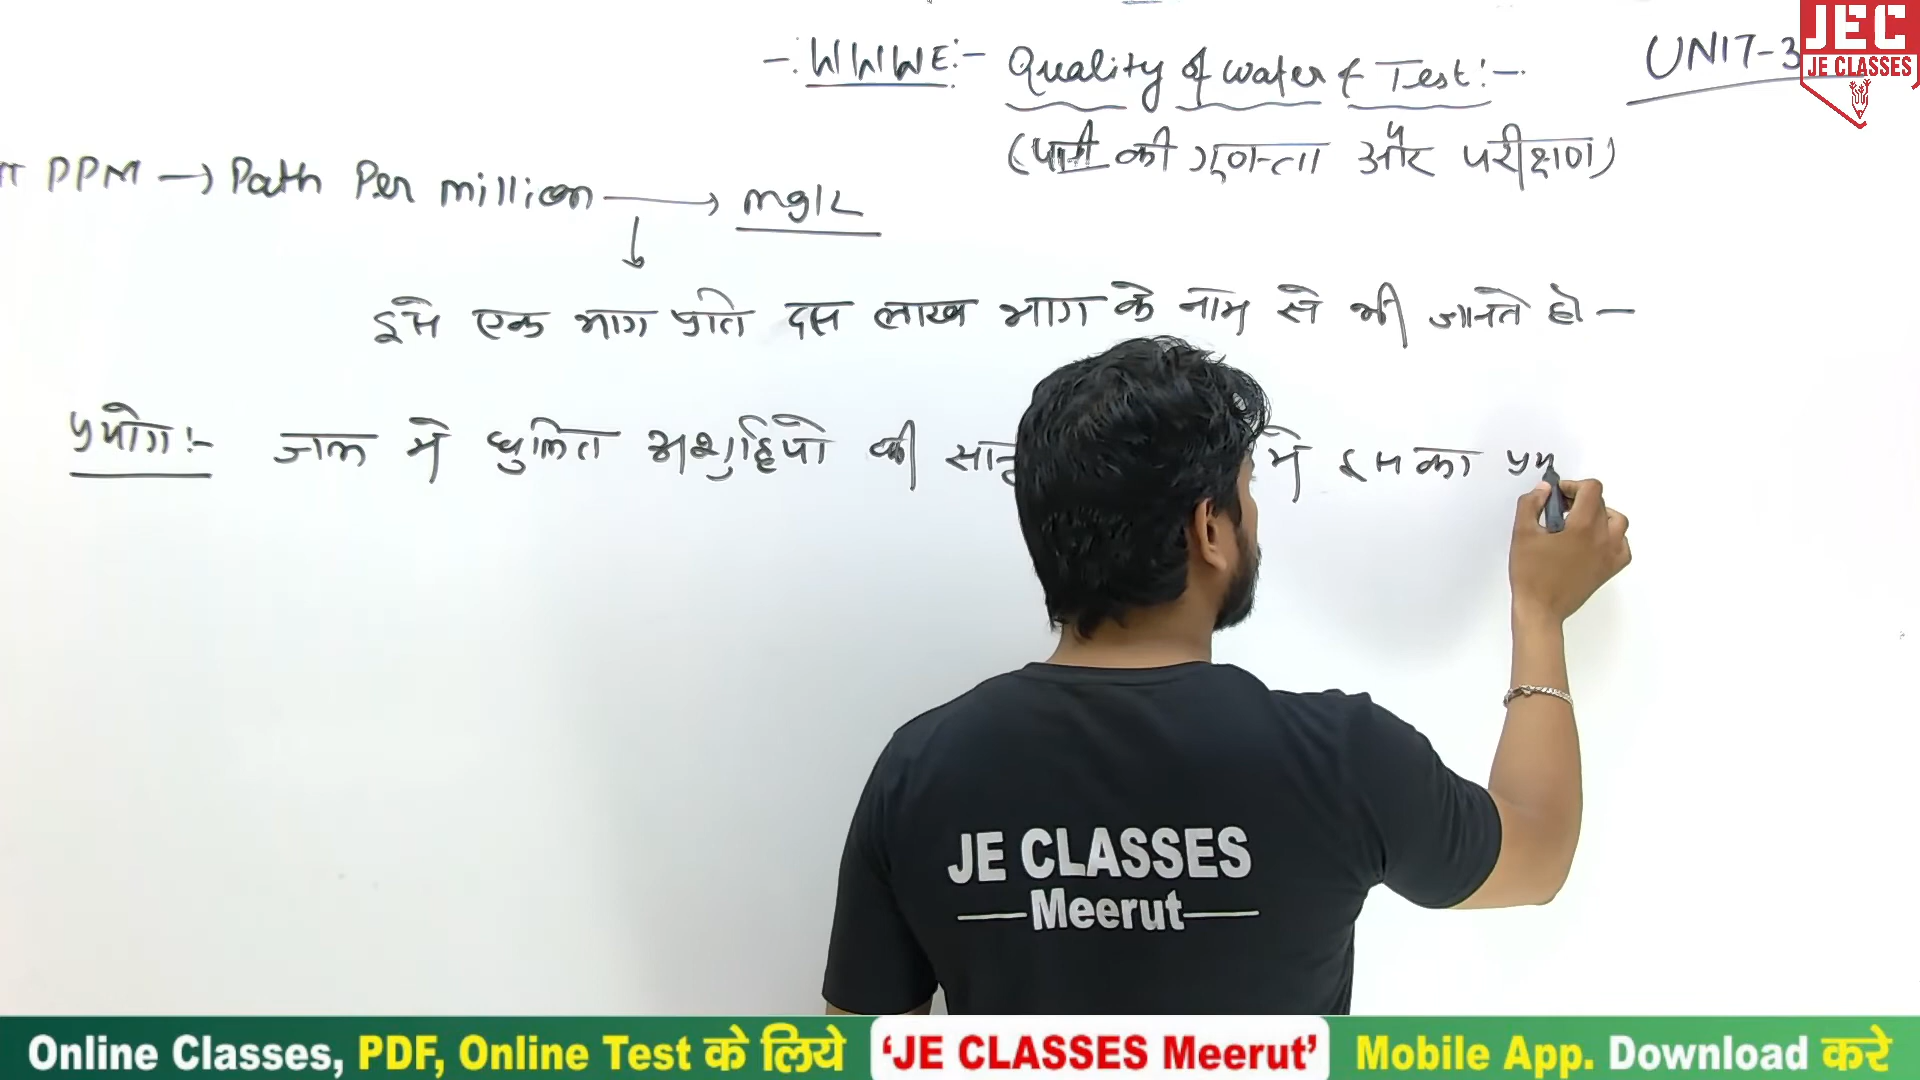 -: WWWE:- Quality of water & Test:-
UNIT-3
JEC
JE CLASSES
(पानी की गुणन्ता और परीक्षण)
PPM → Path Per million → mg/L
इसे एक भाग प्रति दस लाख भाग के नाम से भी जानते हो-
प्रयोग:- जल मे धुलित अशुद्धियो की में इसका
JE CLASSES
Meerut
Online Classes, PDF, Online Test के लिये 'JE CLASSES Meerut' Mobile App. Download करे